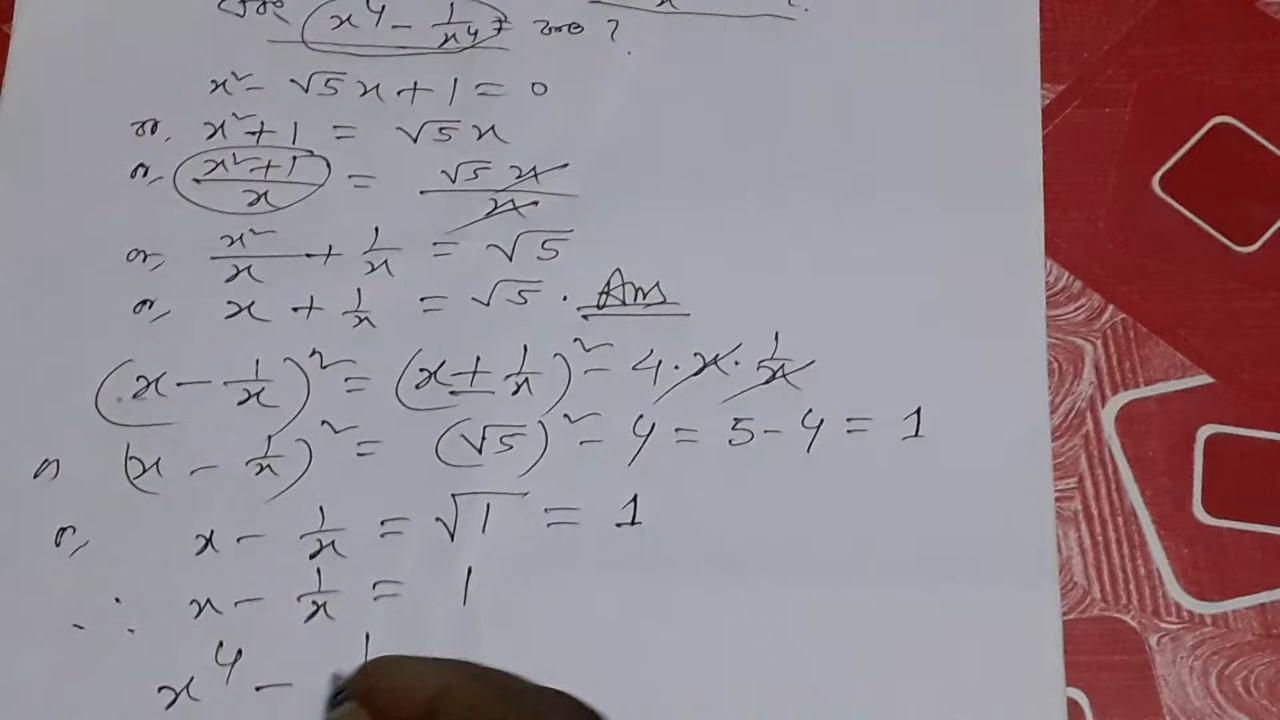 x⁴ - 1/x⁴ = কত ?
x² - √5x + 1 = 0
বা, x² + 1 = √5x
বা, (x² + 1)/x = √5x/x
বা, x²/x + 1/x = √5
বা, x + 1/x = √5 . Ans
(x - 1/x)² = (x + 1/x)² - 4 . x . 1/x
বা (x - 1/x)² = (√5)² - 4 = 5 - 4 = 1
বা, x - 1/x = √1 = 1
∴ x - 1/x = 1
x⁴ - 1